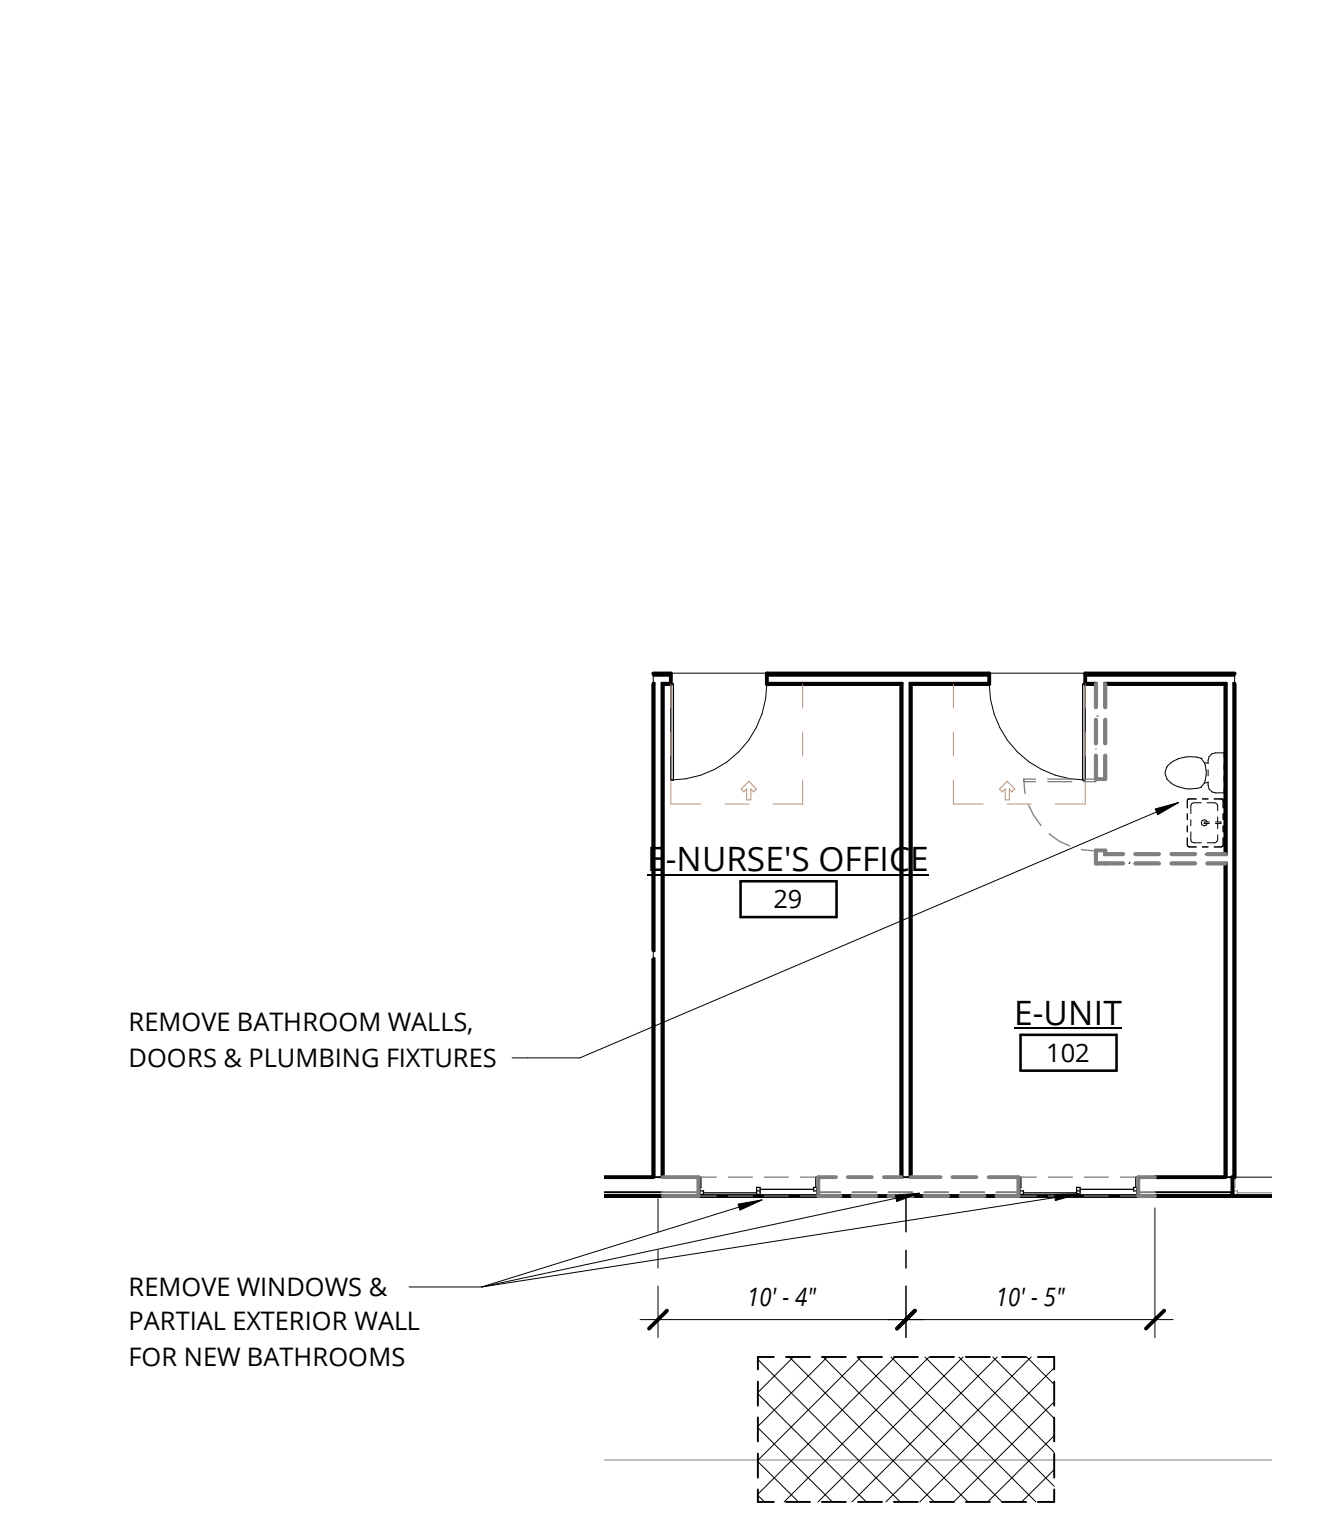 E-NURSE'S OFFICE
29
E-UNIT
102
REMOVE BATHROOM WALLS,
DOORS & PLUMBING FIXTURES
REMOVE WINDOWS &
PARTIAL EXTERIOR WALL
FOR NEW BATHROOMS
10' - 4"
10' - 5"